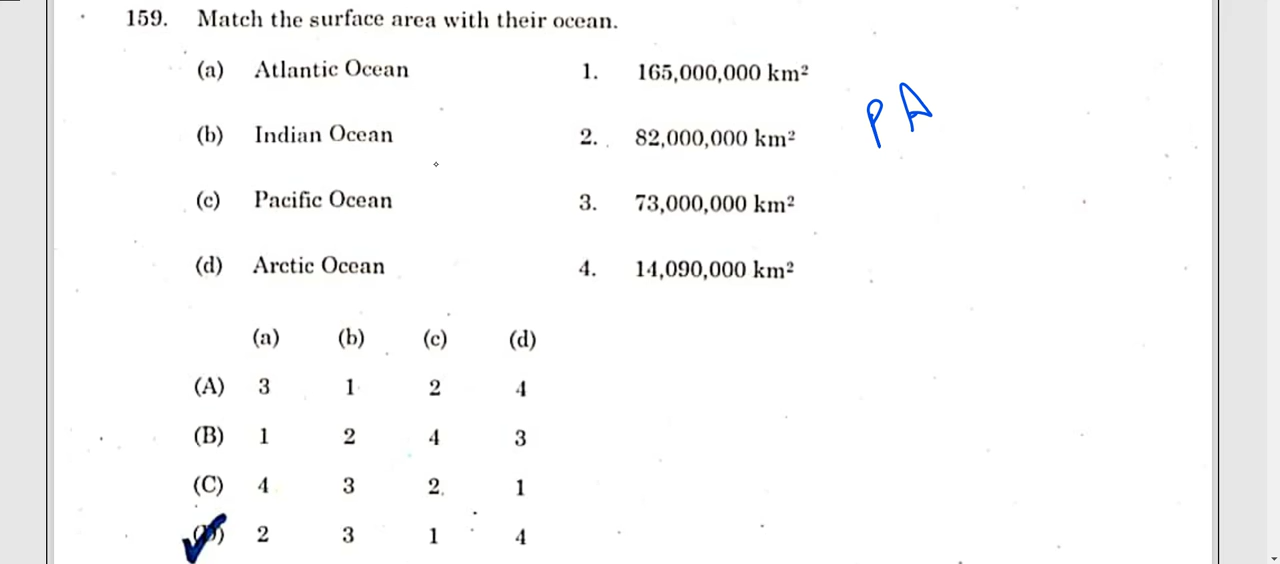 159. Match the surface area with their ocean.
(a) Atlantic Ocean 1. 165,000,000 km²
P A
(b) Indian Ocean 2. 82,000,000 km²
(c) Pacific Ocean 3. 73,000,000 km²
(d) Arctic Ocean 4. 14,090,000 km²
(a) (b) (c) (d)
(A) 3 1 2 4
(B) 1 2 4 3
(C) 4 3 2 1
2 3 1 4